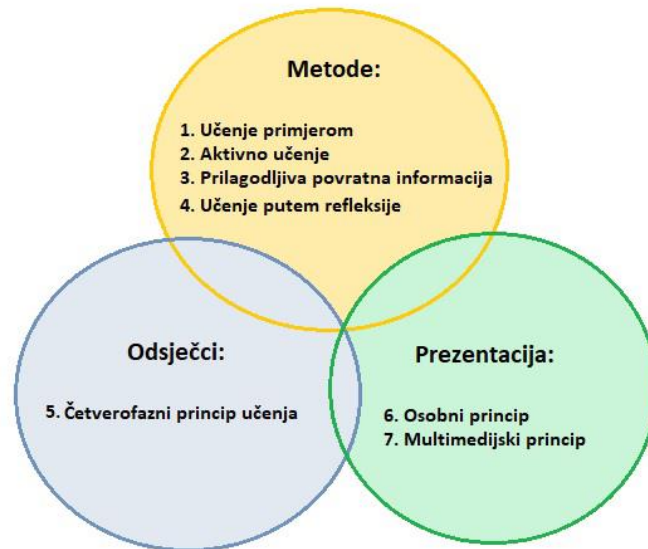 Metode:
1. Učenje primjerom
2. Aktivno učenje
3. Prilagodljiva povratna informacija
4. Učenje putem refleksije
Odsječci:
5. Četverofazni princip učenja
Prezentacija:
6. Osobni princip
7. Multimedijski princip